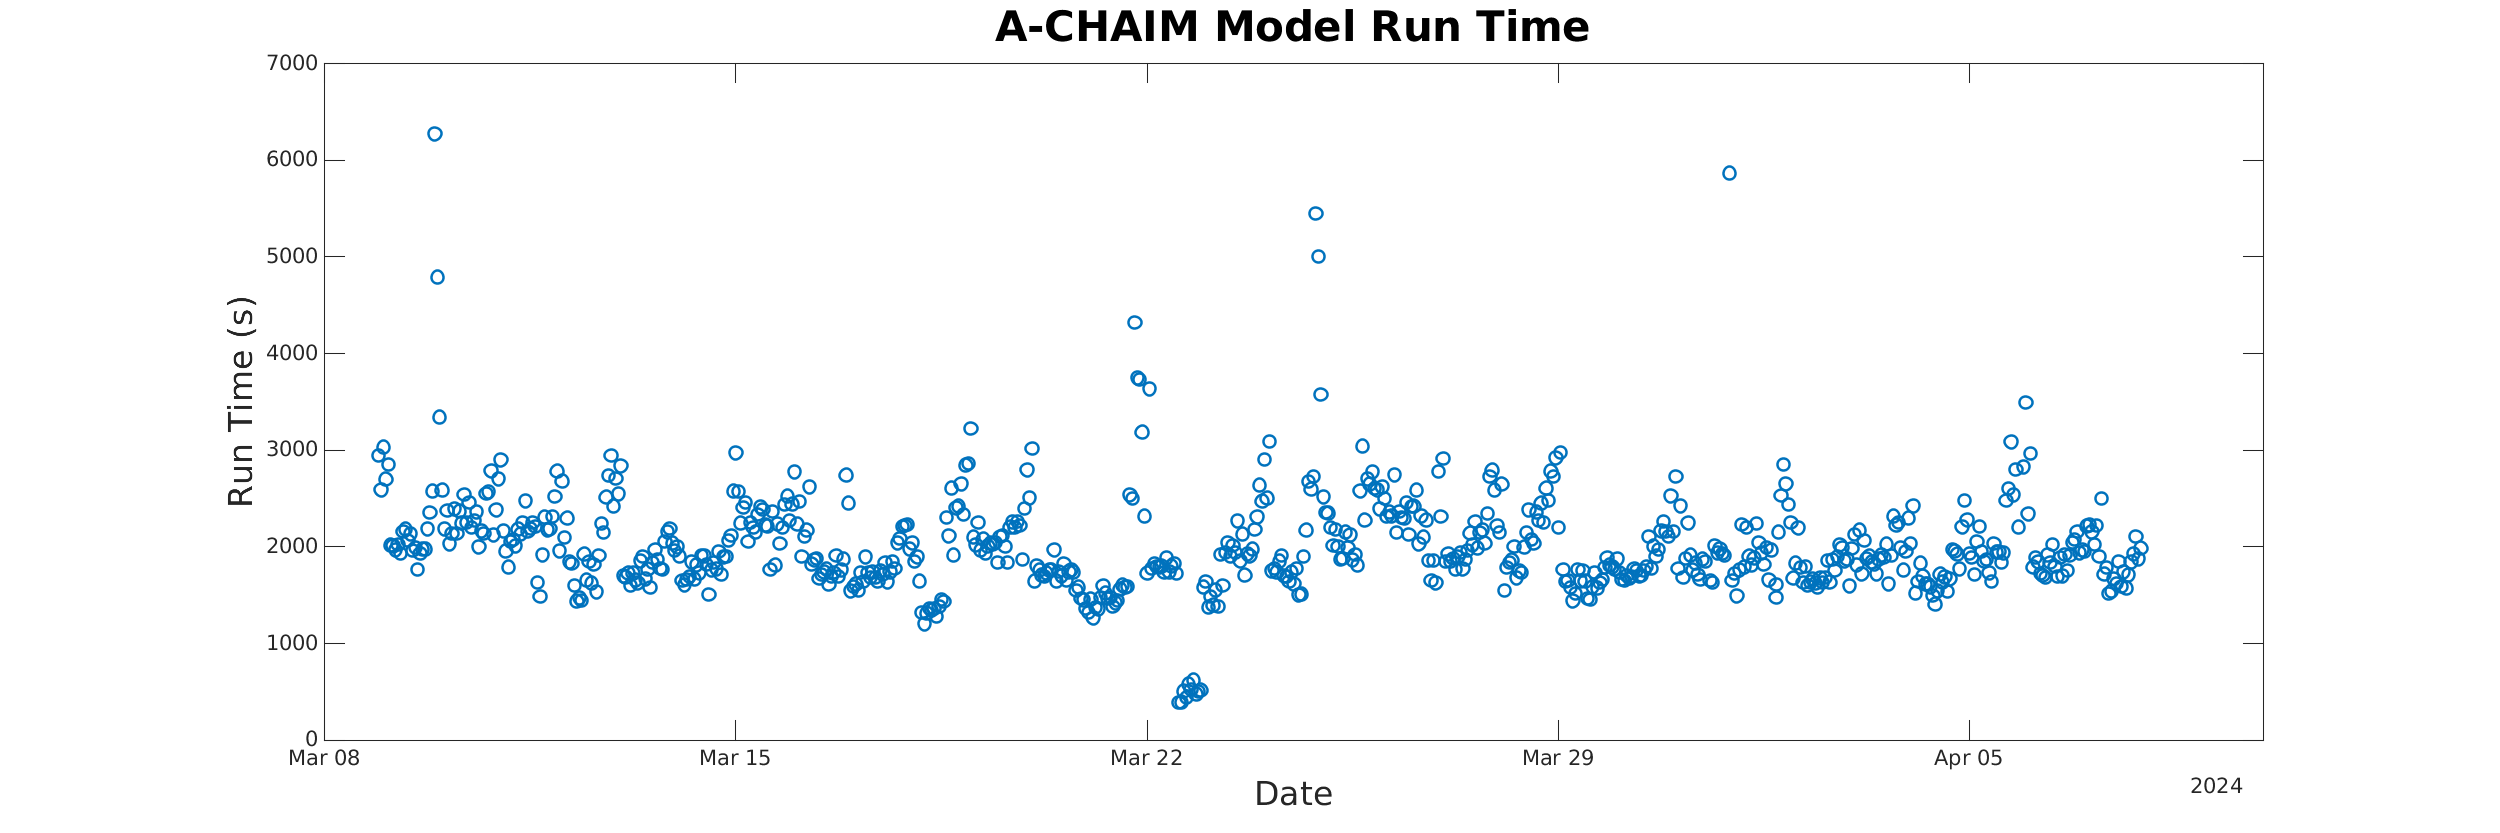 A-CHAIM Model Run Time
7000
6000
5000
4000
3000
2000
1000
0
Run Time (s)
Mar 08 Mar 15 Mar 22 Mar 29 Apr 05
2024
Date